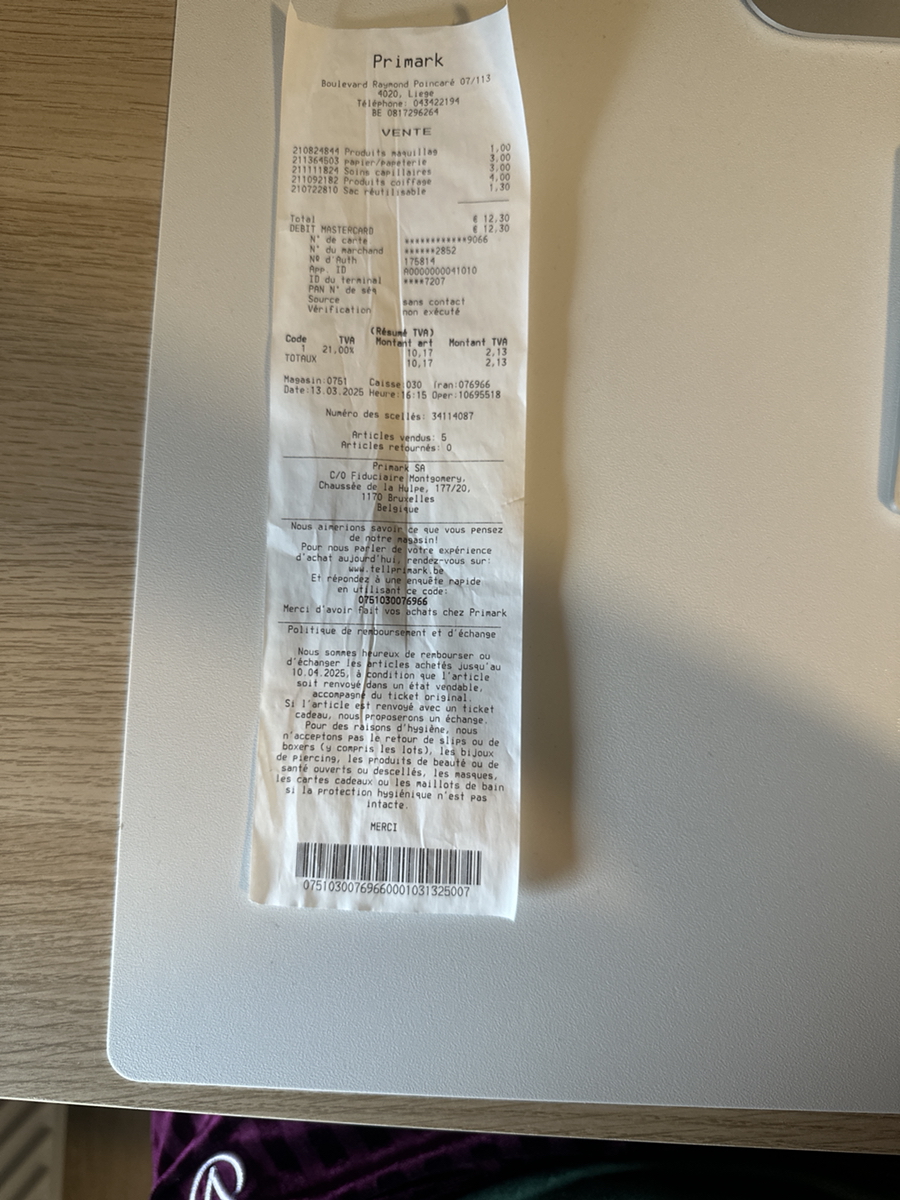 Primark
Boulevard Raymond Poincaré 07/113
4020, Liege
Téléphone: 043422194
BE 0817296264
VENTE
210824844 Produits maquillag 1,00
211364503 papier/papeterie 3,00
211111824 Soins capillaires 3,00
211092182 Produits coiffage 4,00
210722810 Sac réutilisable 1,30
Total € 12,30
DEBIT MASTERCARD € 12,30
N° de carte ************9066
N° du marchand ******2852
Nº d'Auth 175814
App. ID A0000000041010
ID du terminal ****7207
PAN N° de séq
Source sans contact
Vérification non exécuté
(Résumé TVA)
Code TVA Montant art Montant TVA
1 21,00% 10,17 2,13
TOTAUX 10,17 2,13
Magasin:0751 Caisse:030 Tran:076966
Date:13.03.2025 Heure:16:15 Oper:10695518
Numéro des scellés: 34114087
Articles vendus: 5
Articles retournés: 0
Primark SA
C/O Fiduciaire Montgomery,
Chaussée de la Hulpe, 177/20,
1170 Bruxelles
Belgique
Nous aimerions savoir ce que vous pensez
de notre magasin!
Pour nous parler de votre expérience
d'achat aujourd'hui, rendez-vous sur:
www.tellprimark.be
Et répondez à une enquête rapide
en utilisant ce code:
0751030076966
Merci d'avoir fait vos achats chez Primark
Politique de remboursement et d'échange
Nous sommes heureux de rembourser ou
d'échanger les articles achetés jusqu'au
10.04.2025, à condition que l'article
soit renvoyé dans un état vendable,
accompagné du ticket original.
Si l'article est renvoyé avec un ticket
cadeau, nous proposerons un échange.
Pour des raisons d'hygiène, nous
n'acceptons pas le retour de slips ou de
boxers (y compris les lots), les bijoux
de piercing, les produits de beauté ou de
santé ouverts ou descellés, les masques,
les cartes cadeaux ou les maillots de bain
si la protection hygiénique n'est pas
intacte.
MERCI
07510300769660001031325007